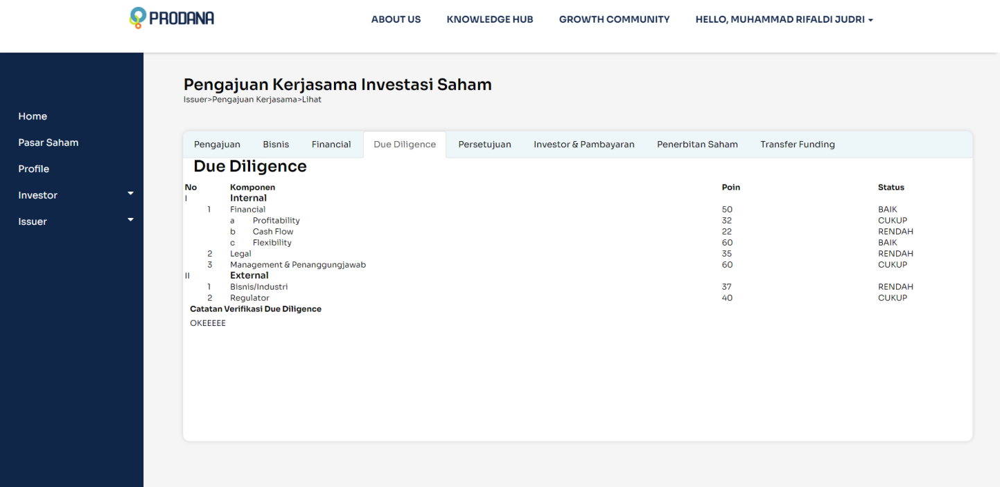 PRODANA
ABOUT US KNOWLEDGE HUB GROWTH COMMUNITY HELLO, MUHAMMAD RIFALDI JUDRI
Home
Pasar Saham
Profile
Investor
Issuer
Pengajuan Kerjasama Investasi Saham
Issuer>Pengajuan Kerjasama>Lihat
Pengajuan Bisnis Financial Due Diligence Persetujuan Investor & Pambayaran Penerbitan Saham Transfer Funding
Due Diligence
No Komponen Poin Status
I Internal
1 Financial 50 BAIK
a Profitability 32 CUKUP
b Cash Flow 22 RENDAH
c Flexibility 60 BAIK
2 Legal 35 RENDAH
3 Management & Penanggungjawab 60 CUKUP
II External
1 Bisnis/Industri 37 RENDAH
2 Regulator 40 CUKUP
Catatan Verifikasi Due Diligence
OKEEEEE